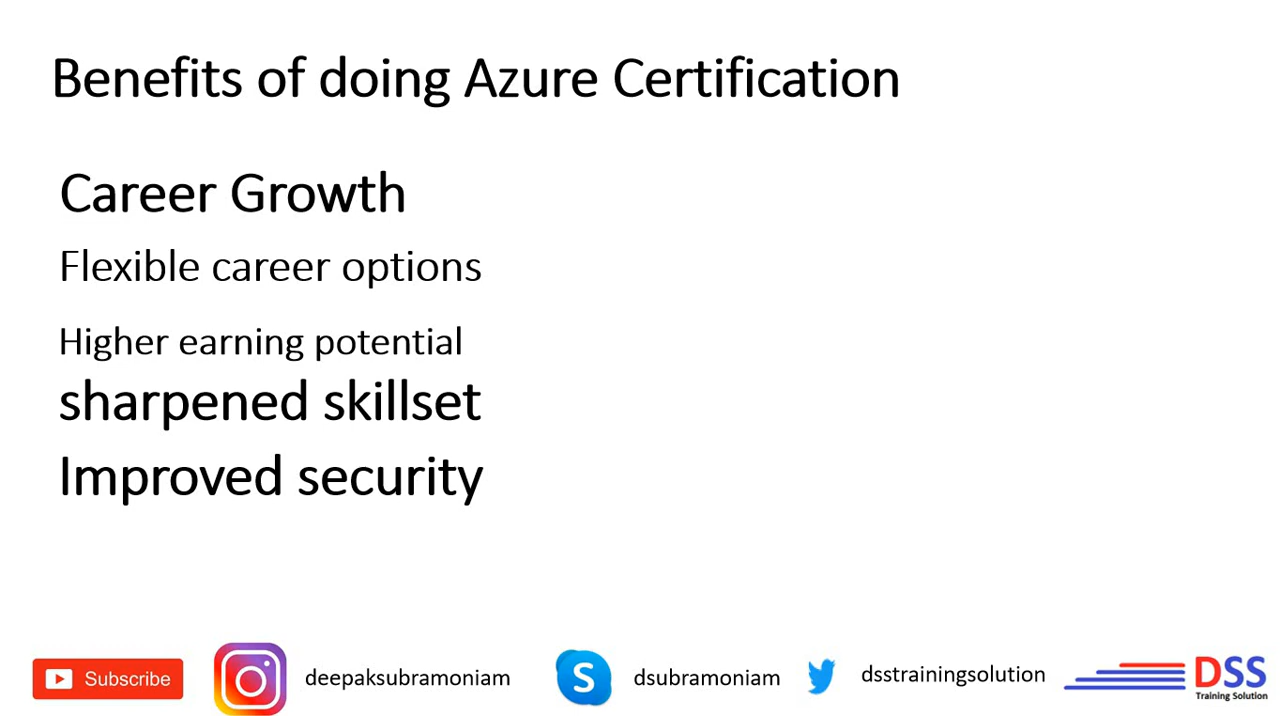 Benefits of doing Azure Certification
Career Growth
Flexible career options
Higher earning potential
sharpened skillset
Improved security
Subscribe
deepaksubramoniam
dsubramoniam
dsstrainingsolution
DSS
Training Solution